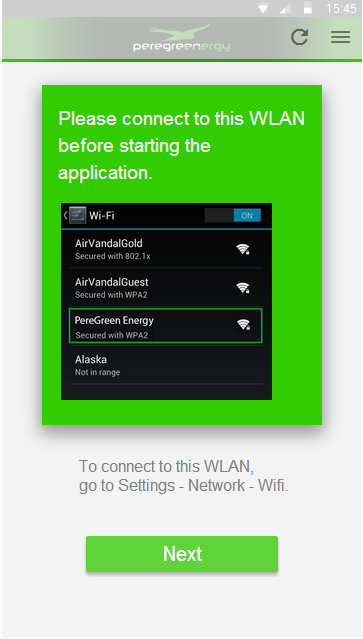 15:45
peregreenergy
Please connect to this WLAN
before starting the
application.
Wi-Fi
ON
AirVandalGold
Secured with 802.1x
AirVandalGuest
Secured with WPA2
PereGreen Energy
Secured with WPA2
Alaska
Not in range
To connect to this WLAN,
go to Settings - Network - Wifi.
Next